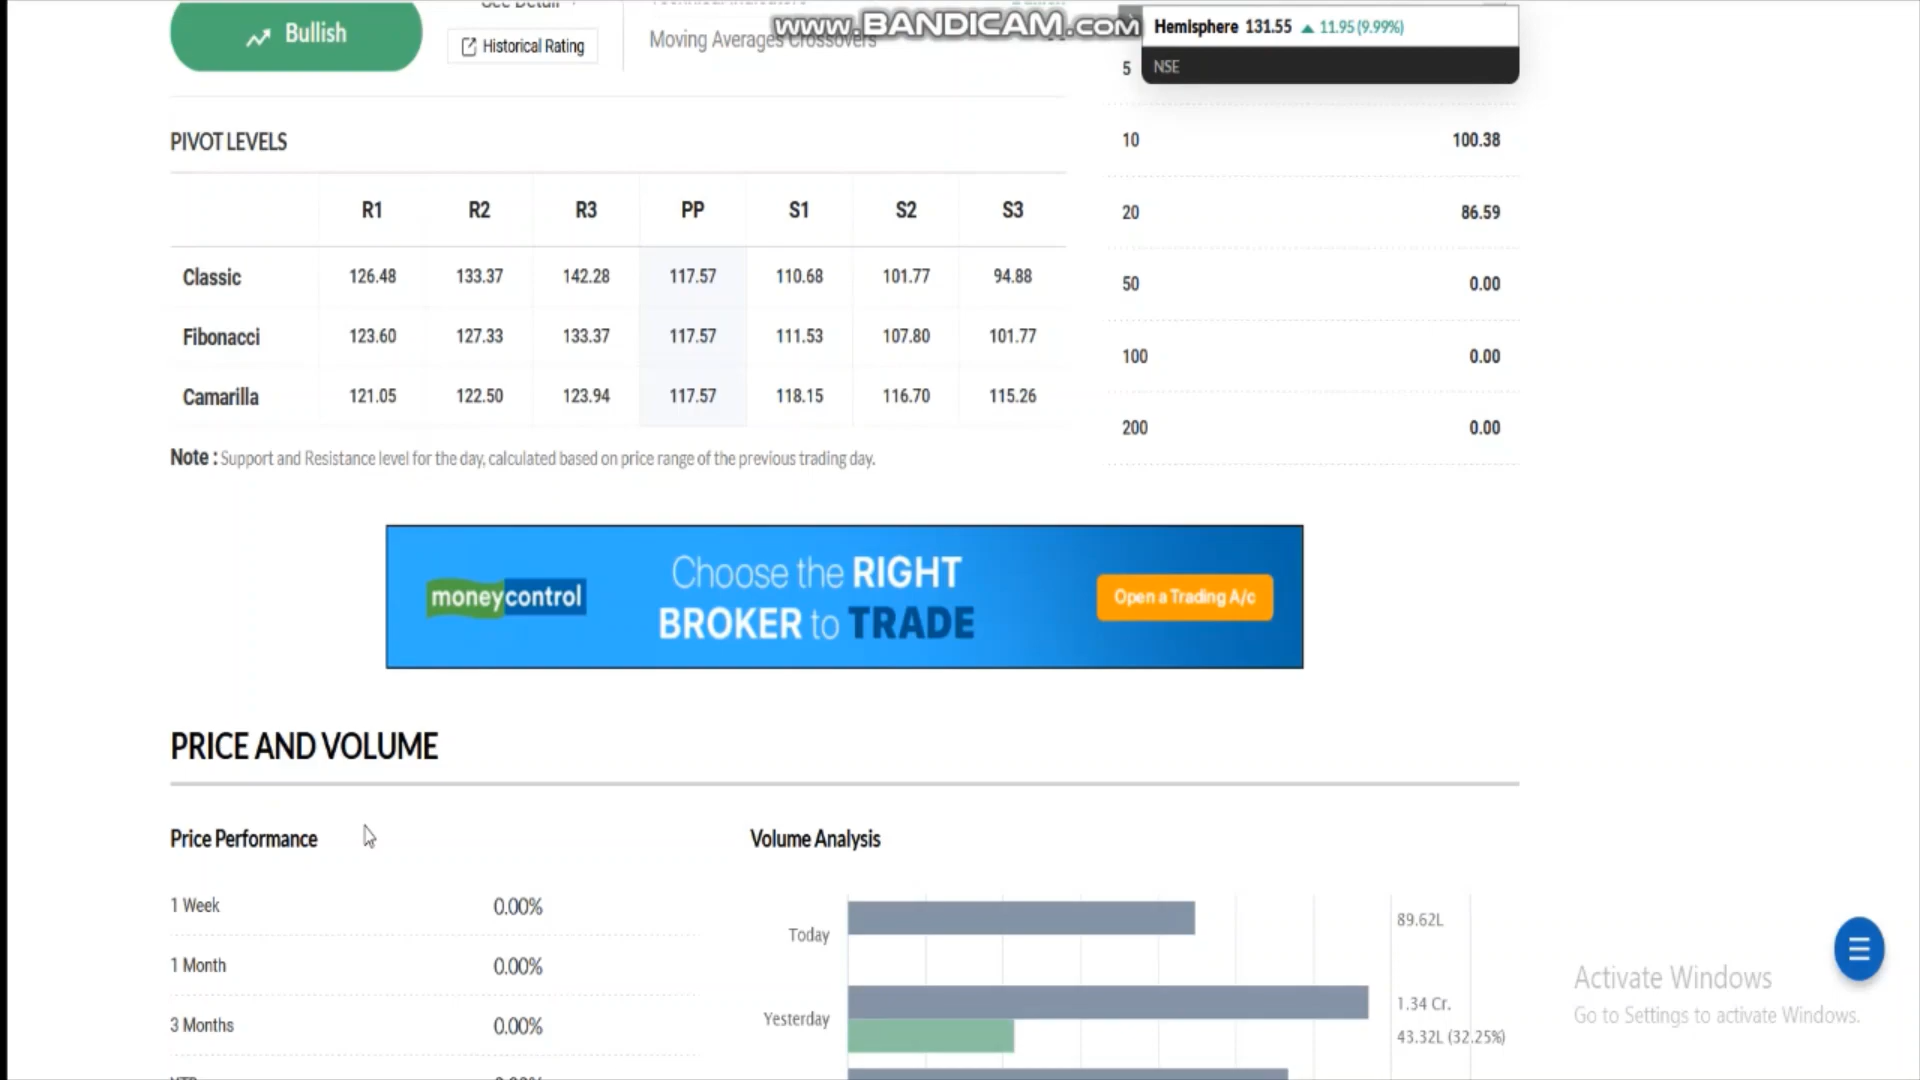 See Detail
www.BANDICAM.com
Bullish
Historical Rating
Moving Averages Crossovers
Hemisphere 131.55 ▲ 11.95 (9.99%)
NSE
5
PIVOT LEVELS
10 100.38
20 86.59
50 0.00
100 0.00
200 0.00
R1 R2 R3 PP S1 S2 S3
Classic 126.48 133.37 142.28 117.57 110.68 101.77 94.88
Fibonacci 123.60 127.33 133.37 117.57 111.53 107.80 101.77
Camarilla 121.05 122.50 123.94 117.57 118.15 116.70 115.26
Note : Support and Resistance level for the day, calculated based on price range of the previous trading day.
moneycontrol
Choose the RIGHT
BROKER to TRADE
Open a Trading A/c
PRICE AND VOLUME
Price Performance
1 Week 0.00%
1 Month 0.00%
3 Months 0.00%
Volume Analysis
Today 89.62L
Yesterday 1.34 Cr.
43.32L (32.25%)
Activate Windows
Go to Settings to activate Windows.